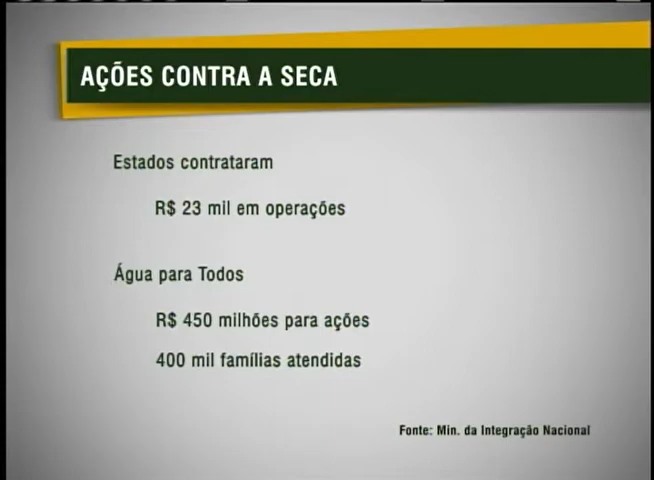 AÇÕES CONTRA A SECA
Estados contrataram
R$ 23 mil em operações
Água para Todos
R$ 450 milhões para ações
400 mil famílias atendidas
Fonte: Min. da Integração Nacional